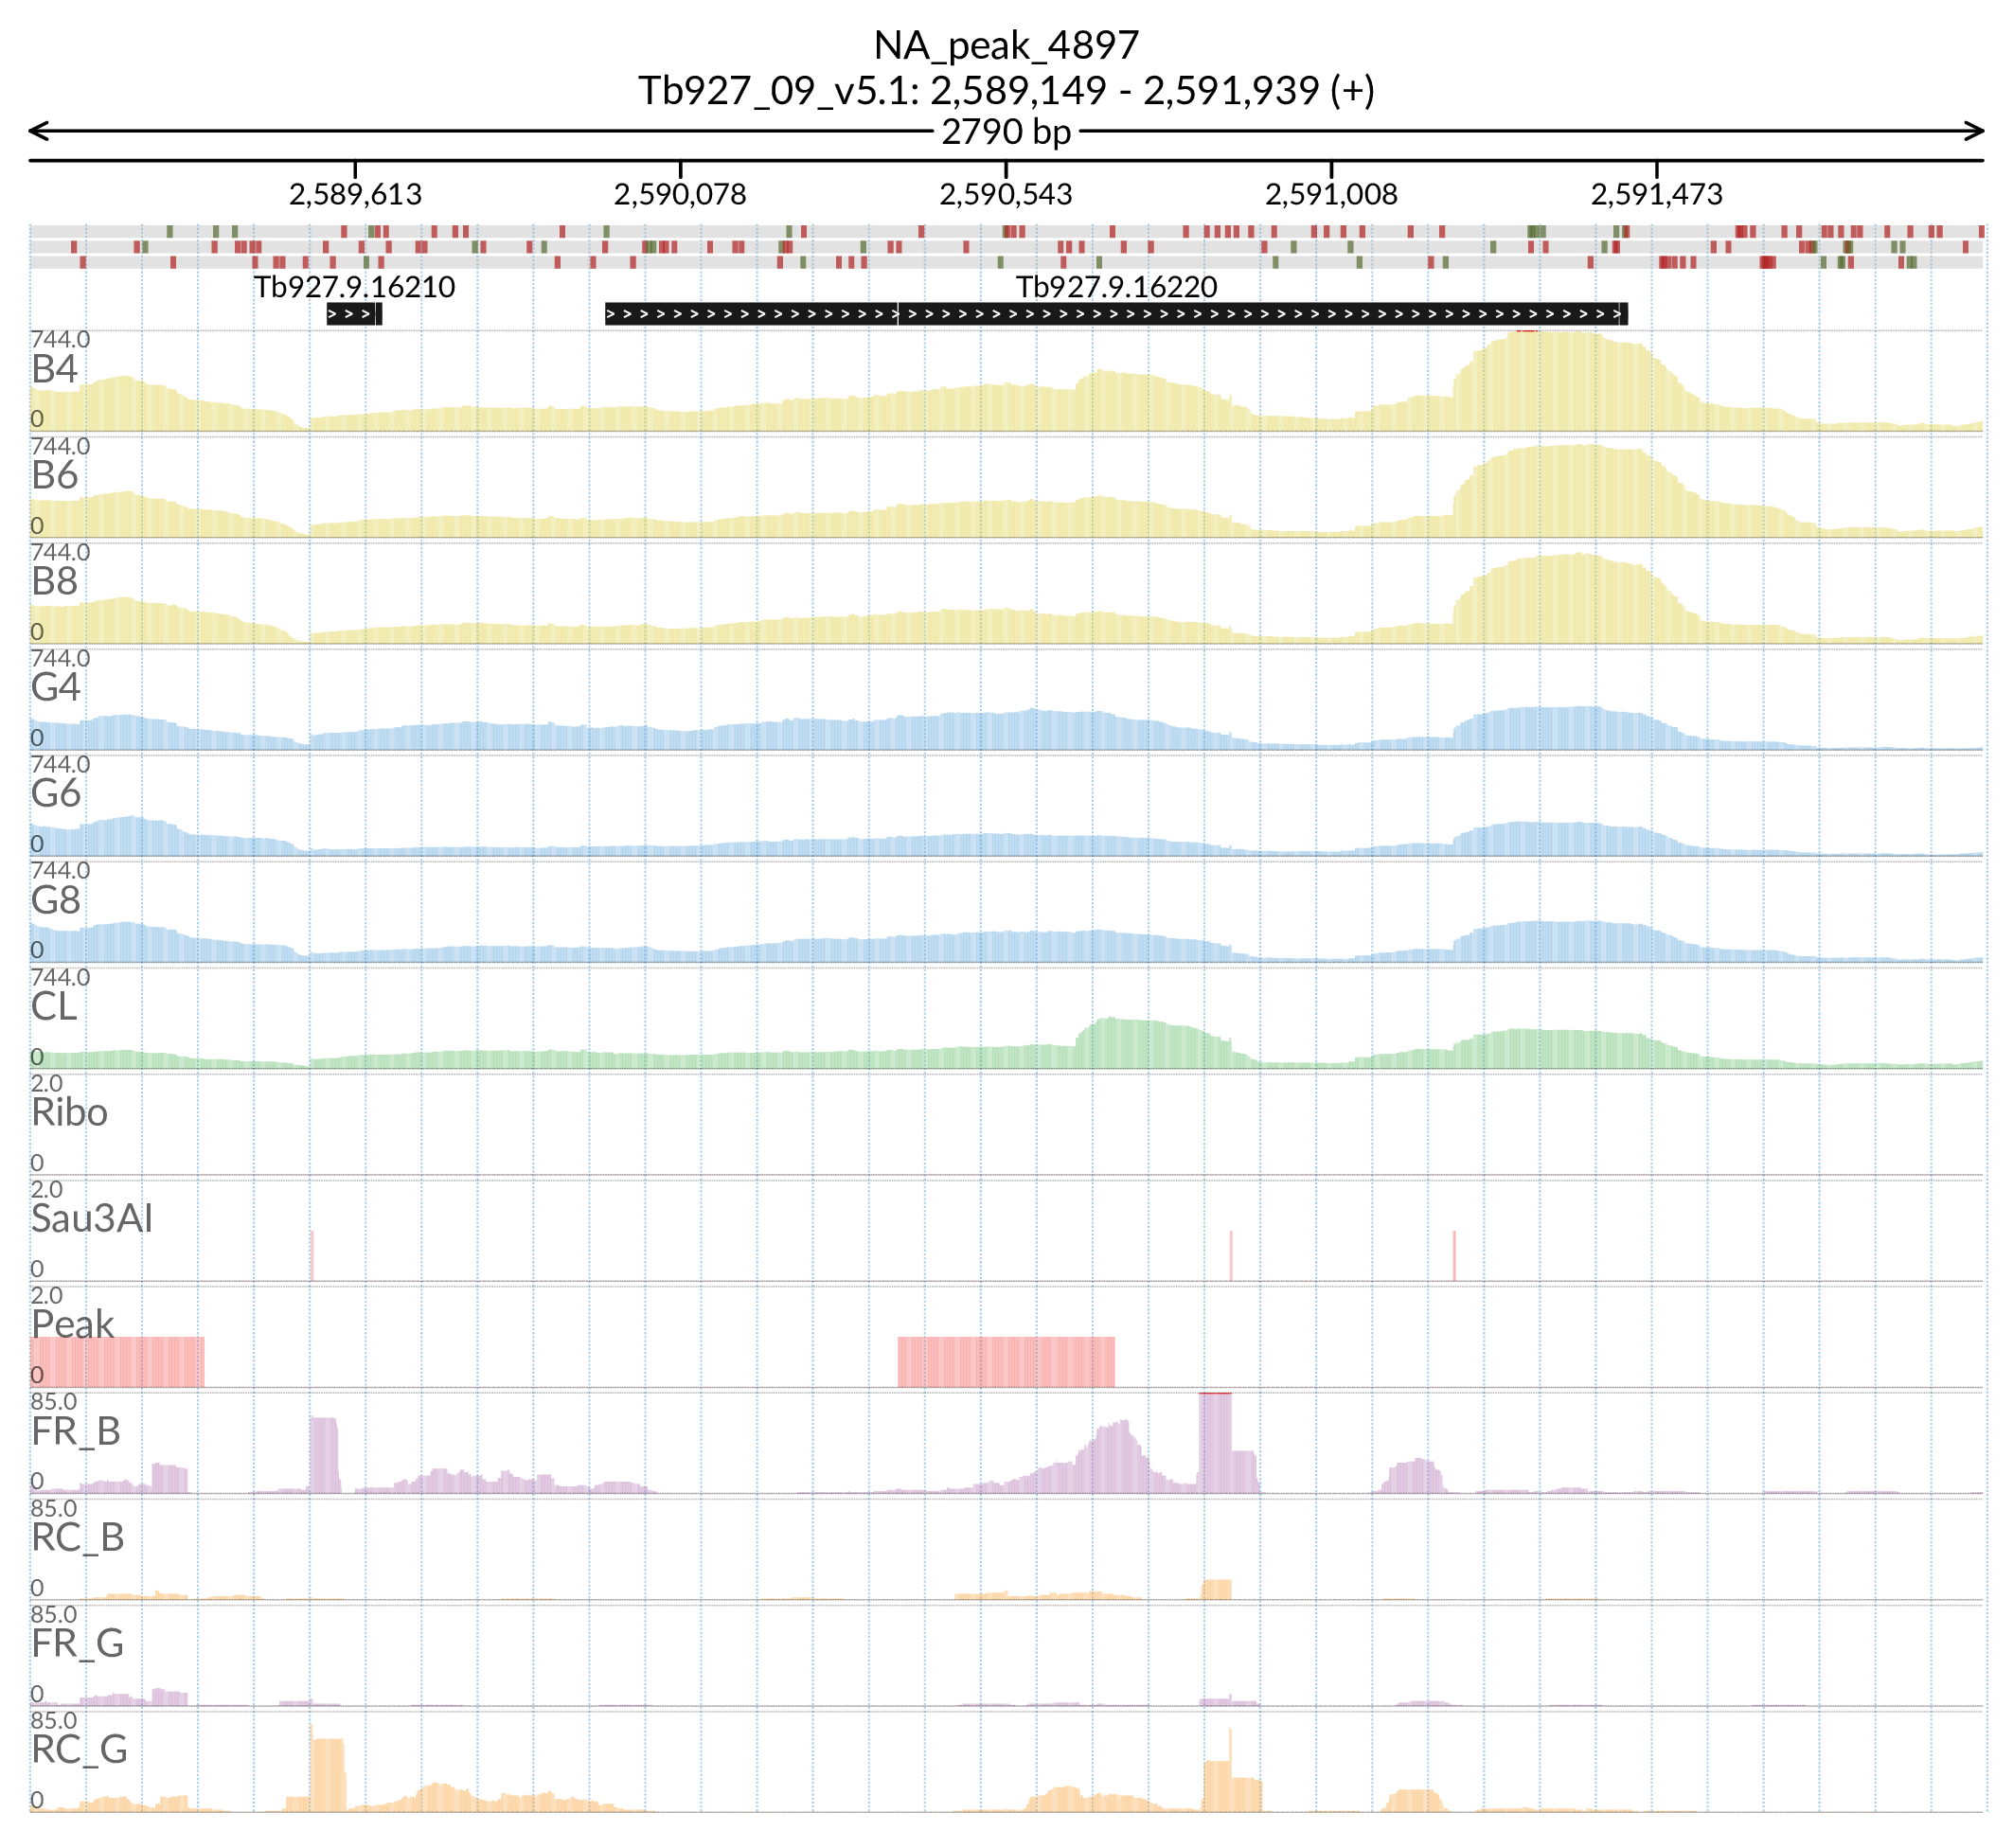 NA_peak_4897
Tb927_09_v5.1: 2,589,149 - 2,591,939 (+)
2790 bp
2,589,613 2,590,078 2,590,543 2,591,008 2,591,473
Tb927.9.16210 Tb927.9.16220
744.0
B4
0
744.0
B6
0
744.0
B8
0
744.0
G4
0
744.0
G6
0
744.0
G8
0
744.0
CL
0
2.0
Ribo
0
2.0
Sau3AI
0
2.0
Peak
0
85.0
FR_B
0
85.0
RC_B
0
85.0
FR_G
0
85.0
RC_G
0